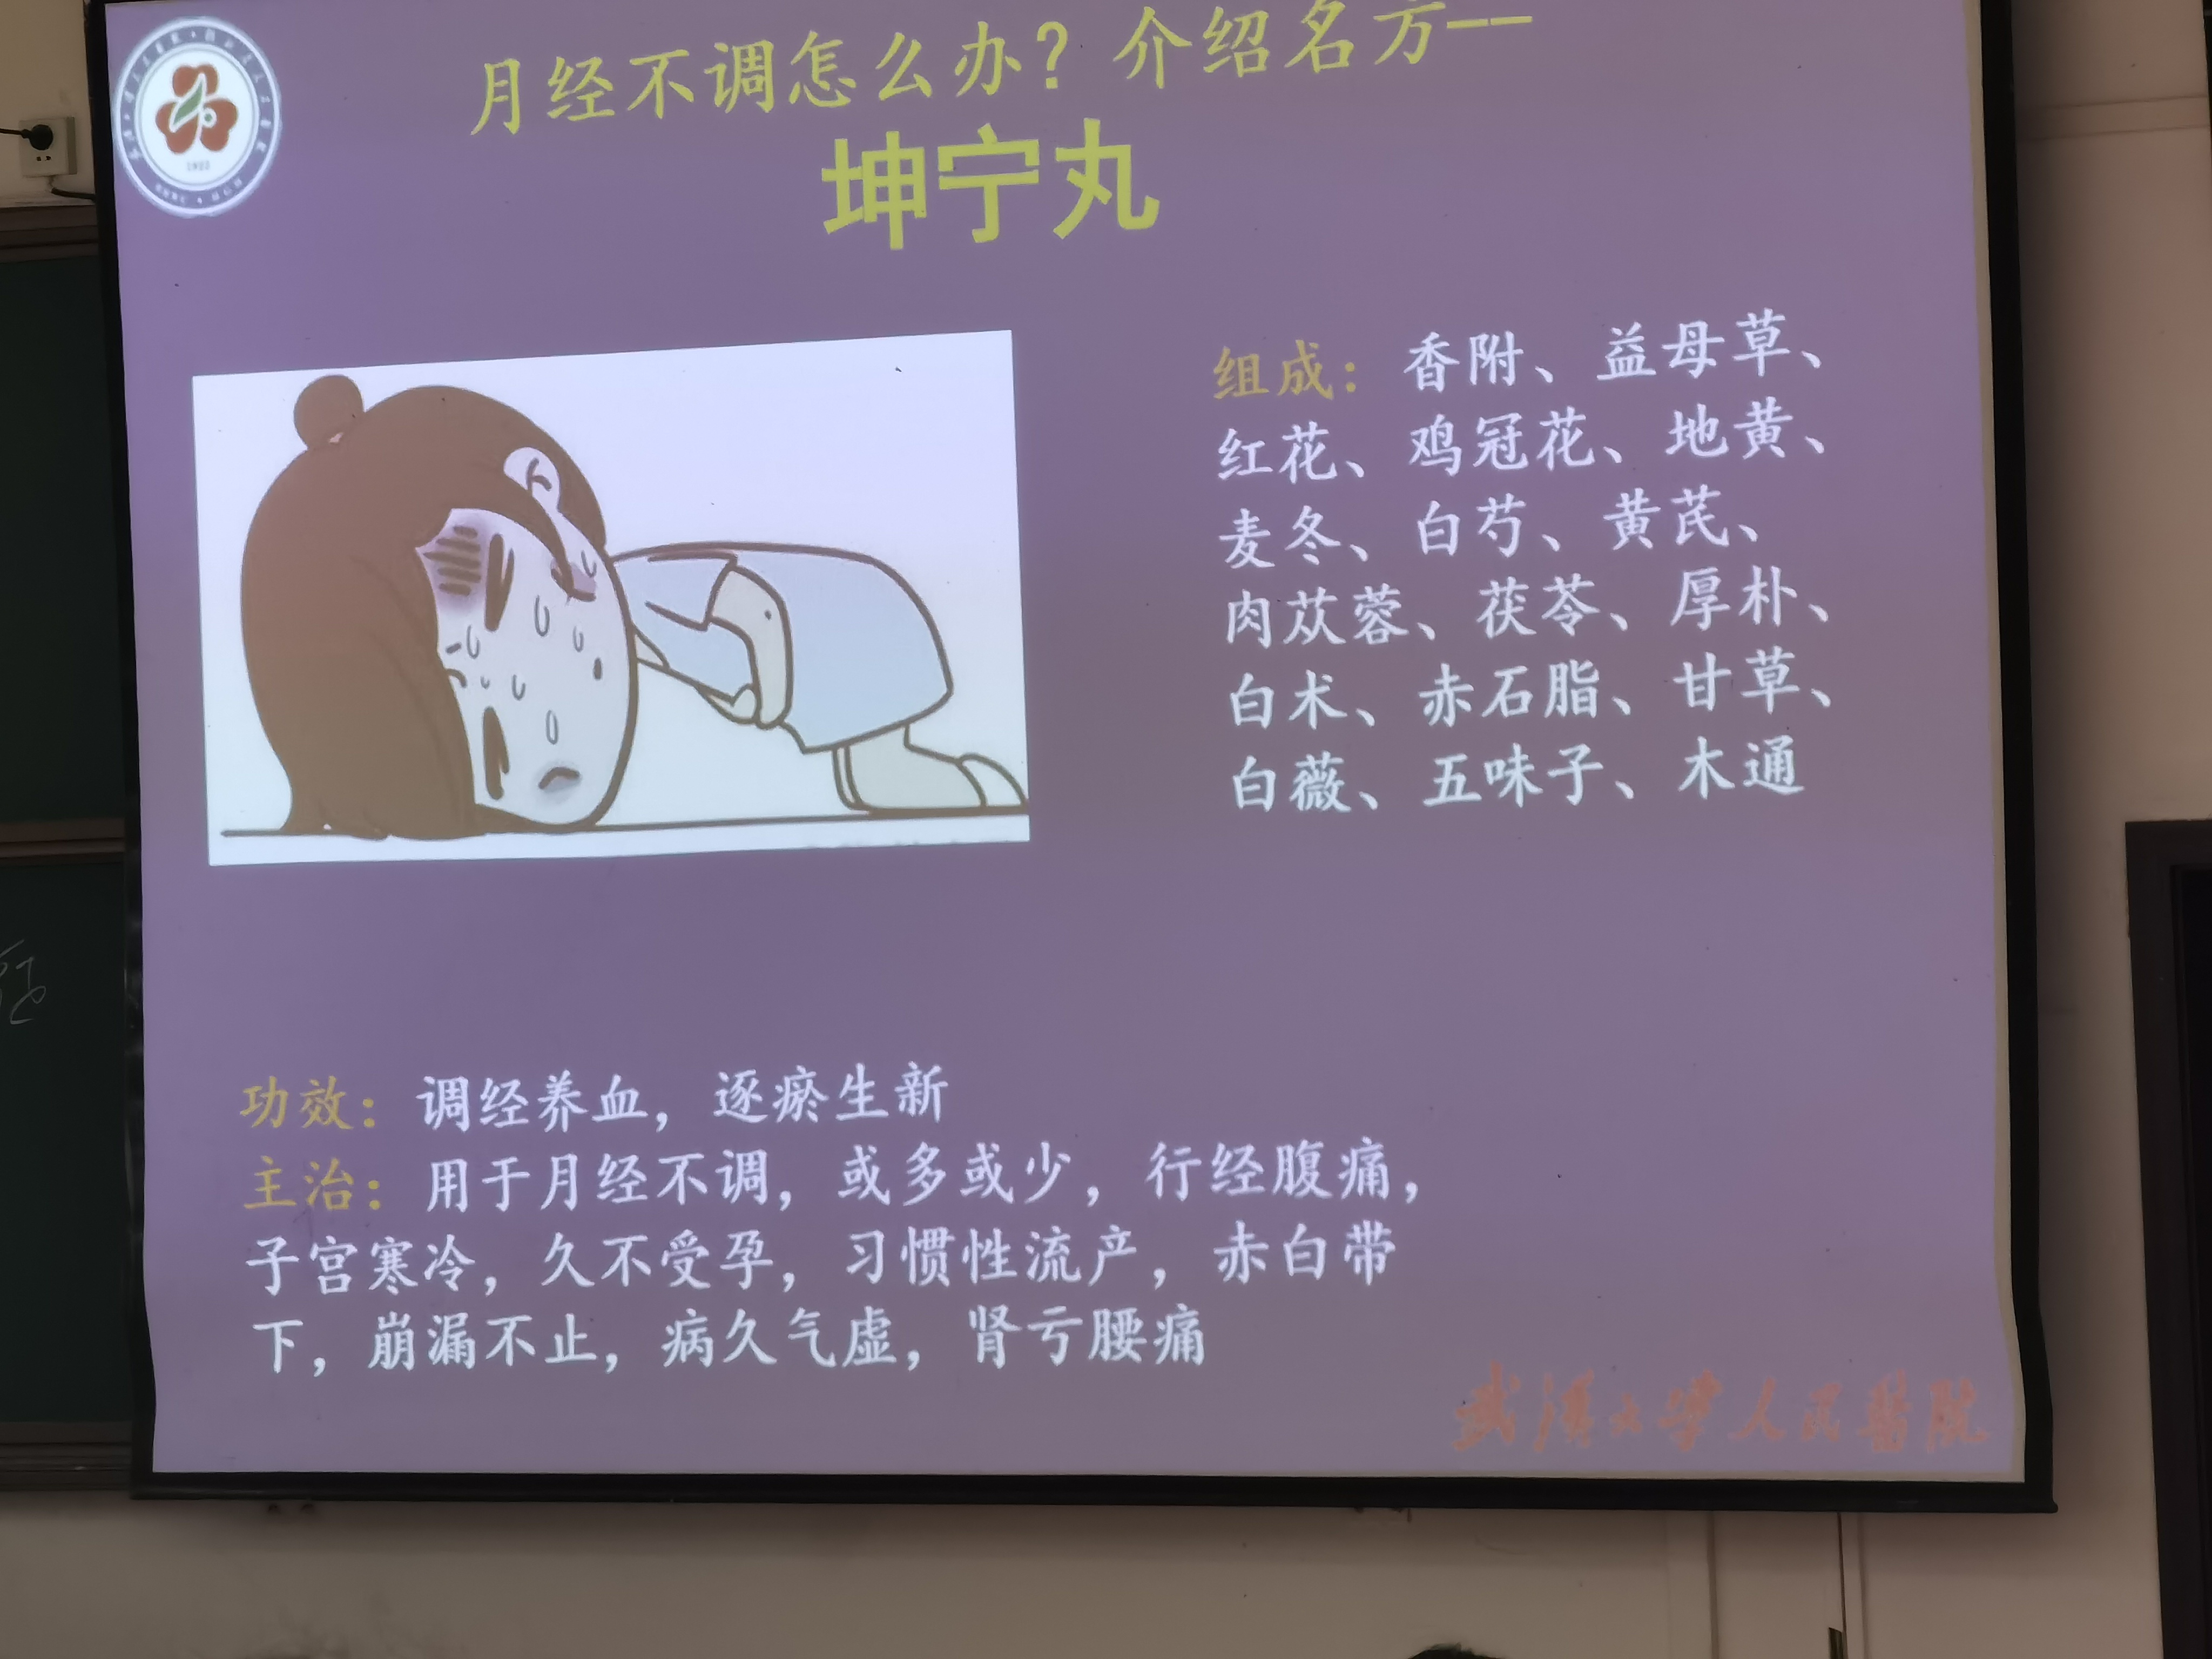 月经不调怎么办？介绍名方--
坤宁丸
组成：香附、益母草、
红花、鸡冠花、地黄、
麦冬、白芍、黄芪、
肉苁蓉、茯苓、厚朴、
白术、赤石脂、甘草、
白薇、五味子、木通
功效：调经养血，逐瘀生新
主治：用于月经不调，或多或少，行经腹痛，
子宫寒冷，久不受孕，习惯性流产，赤白带
下，崩漏不止，病久气虚，肾亏腰痛
武漢大学人民醫院